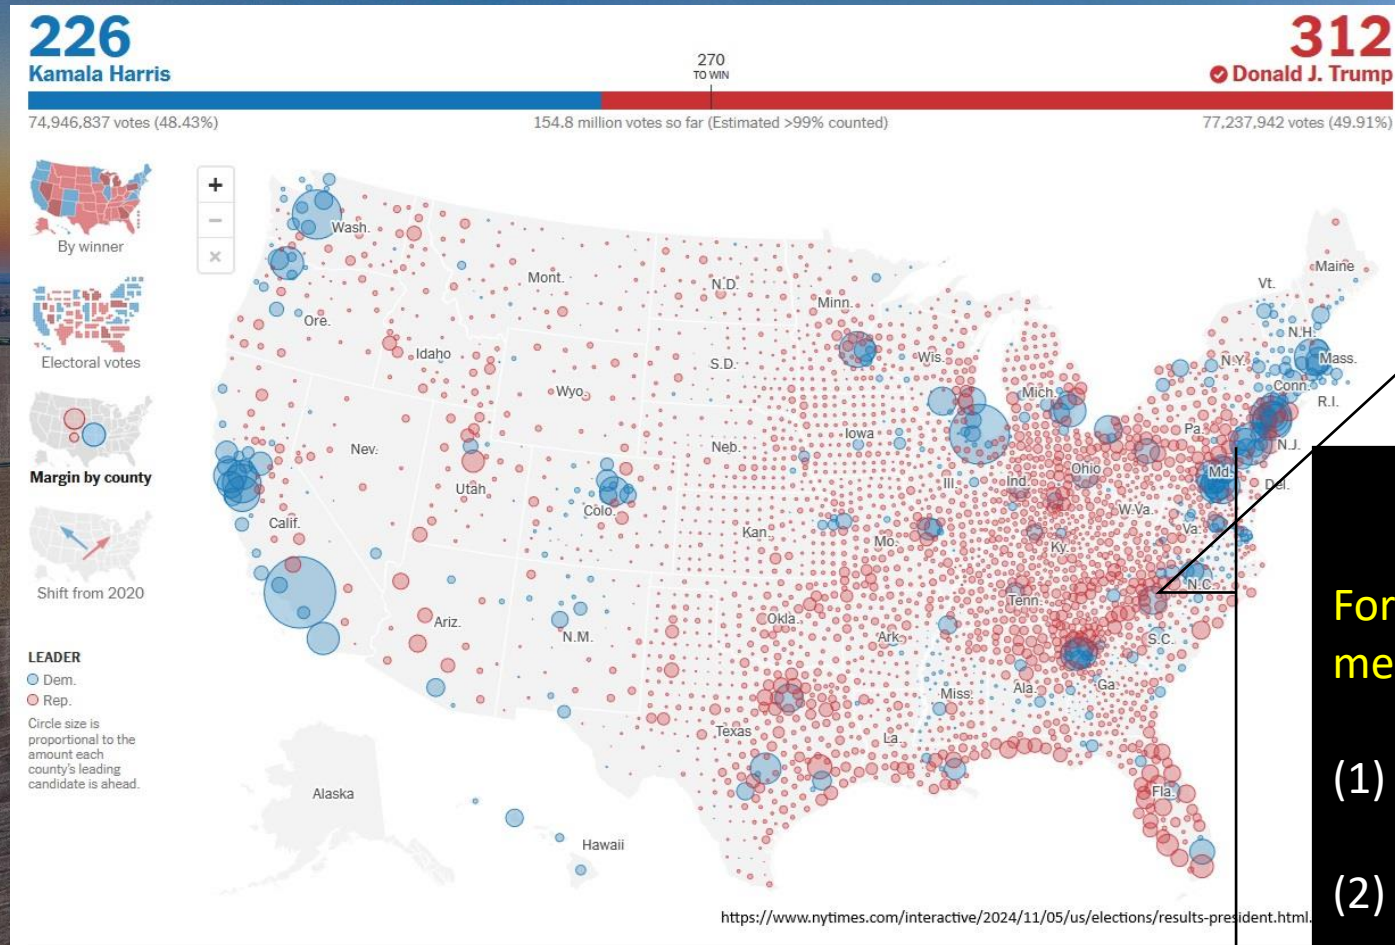 226
Kamala Harris
270
TO WIN
312
Donald J. Trump
74,946,837 votes (48.43%)
154.8 million votes so far (Estimated >99% counted)
77,237,942 votes (49.91%)
By winner
Electoral votes
Margin by county
Shift from 2020
LEADER
Dem.
Rep.
Circle size is
proportional to the
amount each
county's leading
candidate is ahead.
+
−
×
Wash.
Mont.
N.D.
Minn.
Maine
Vt.
Ore.
Idaho
S.D.
Wis.
N.H.
N.Y.
Mass.
Wyo.
Mich.
Conn.
R.I.
Nev.
Neb.
Iowa
Pa.
N.J.
Utah
Colo.
Ill.
Ind.
Ohio
Md.
Del.
Calif.
Kan.
Mo.
W.Va.
Va.
Ky.
Ariz.
N.M.
Okla.
Ark.
Tenn.
N.C.
S.C.
Texas
La.
Miss.
Ala.
Ga.
Fla.
Alaska
Hawaii
https://www.nytimes.com/interactive/2024/11/05/us/elections/results-president.html.
For
me
(1)
(2)